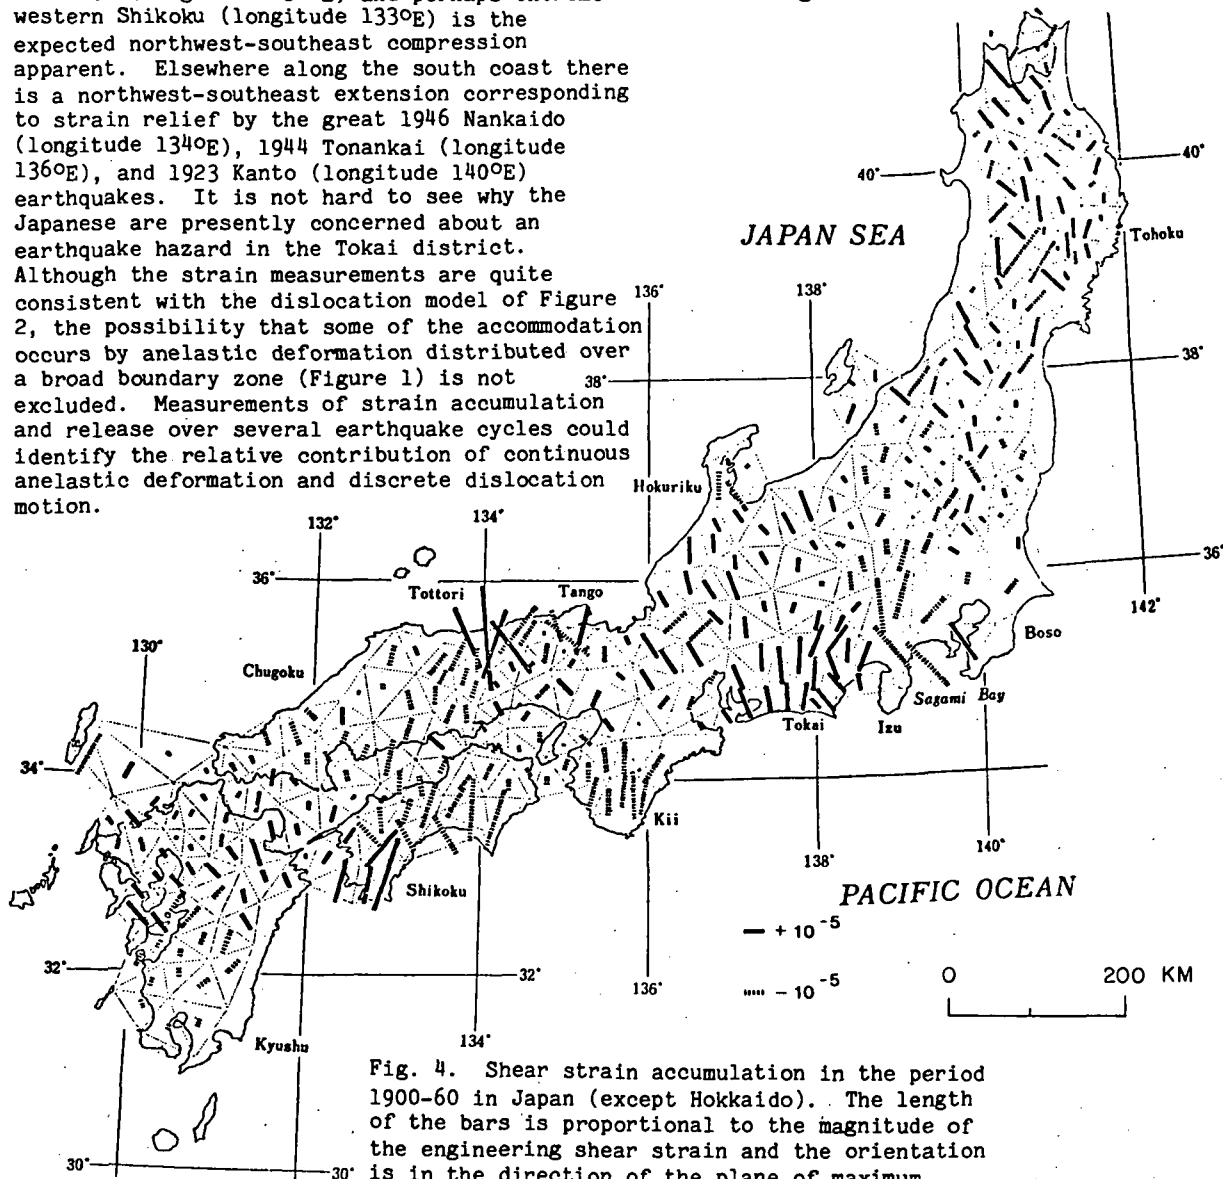 western Shikoku (longitude 133ºE) is the
expected northwest-southeast compression
apparent. Elsewhere along the south coast there
is a northwest-southeast extension corresponding
to strain relief by the great 1946 Nankaido
(longitude 134ºE), 1944 Tonankai (longitude
136ºE), and 1923 Kanto (longitude 140ºE)
earthquakes. It is not hard to see why the
Japanese are presently concerned about an
earthquake hazard in the Tokai district.
Although the strain measurements are quite
consistent with the dislocation model of Figure
2, the possibility that some of the accommodation
occurs by anelastic deformation distributed over
a broad boundary zone (Figure 1) is not
excluded. Measurements of strain accumulation
and release over several earthquake cycles could
identify the relative contribution of continuous
anelastic deformation and discrete dislocation
motion.
40°
40°
JAPAN SEA
Tohoku
136°
138°
38°
38°
Hokuriku
132°
134°
36°
36°
Tottori
Tango
142°
130°
Boso
Chugoku
Sagami Bay
Tokai
Izu
34°
Kii
138°
140°
Shikoku
PACIFIC OCEAN
+ 10⁻⁵
32°
32°
136°
- 10⁻⁵
0 200 KM
134°
Kyushu
Fig. 4. Shear strain accumulation in the period
1900-60 in Japan (except Hokkaido). The length
of the bars is proportional to the magnitude of
the engineering shear strain and the orientation
30°
30°
is in the direction of the plane of maximum